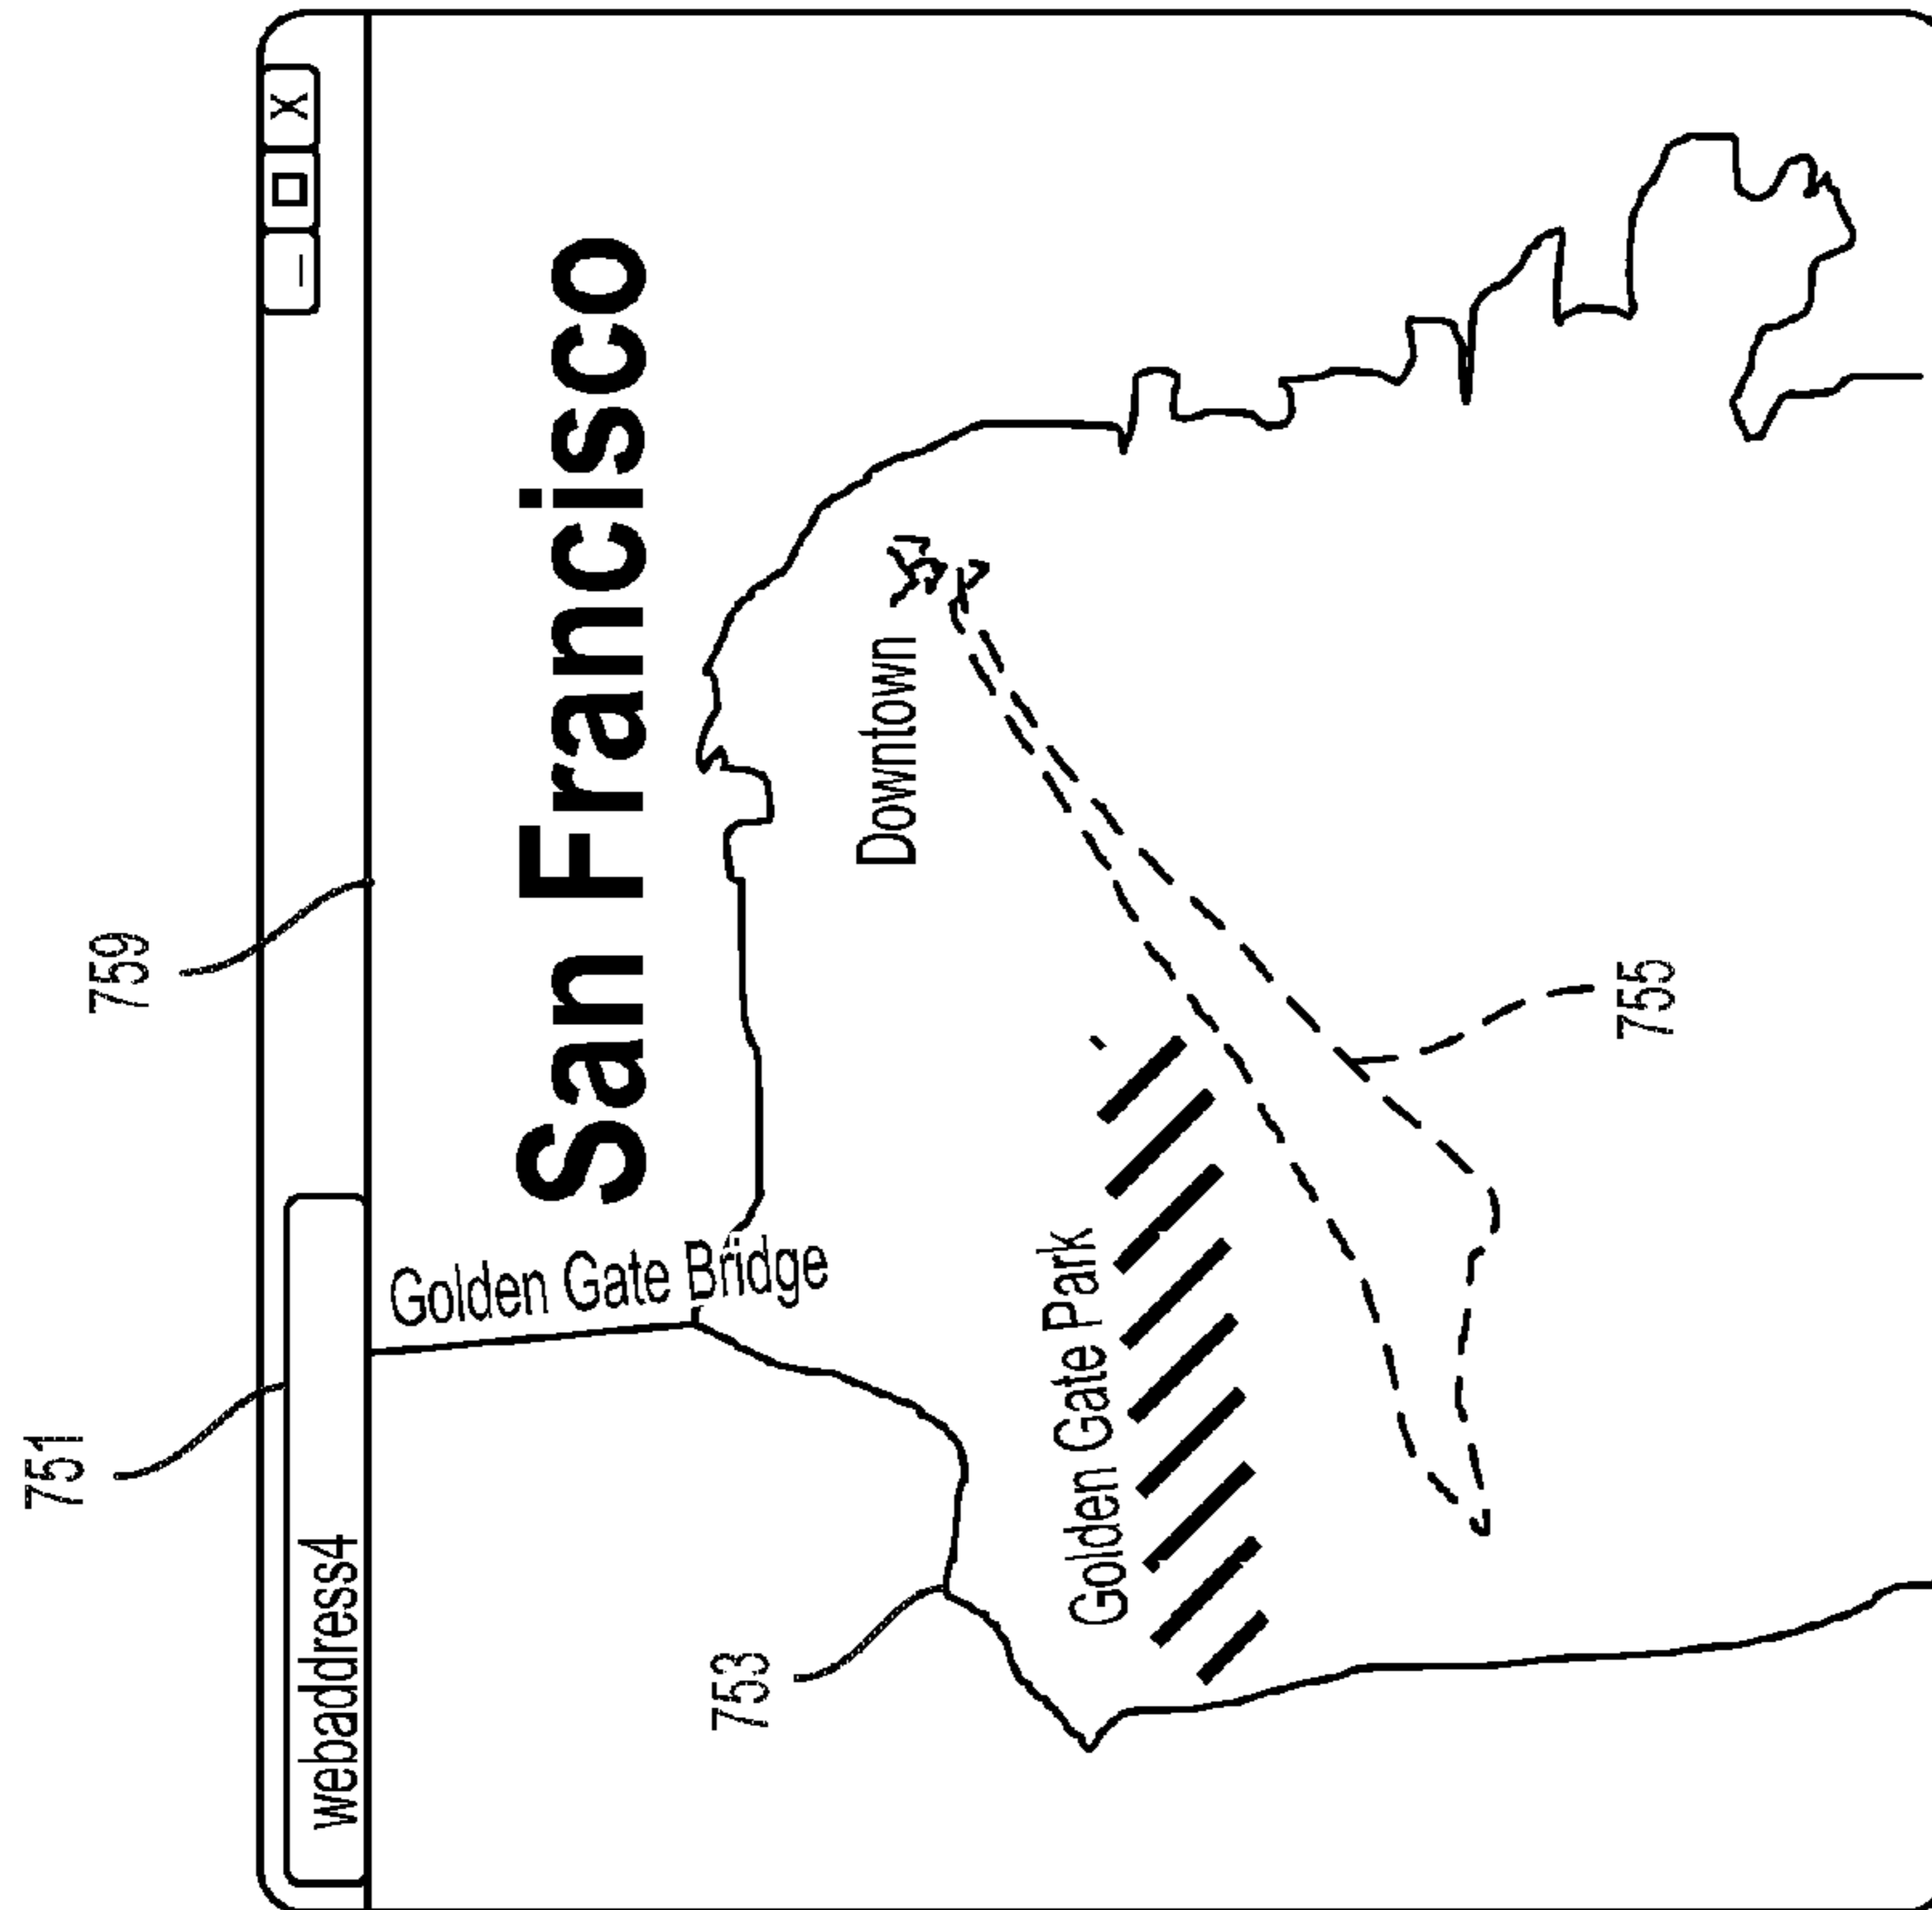 751
759
webaddress4
–
X
Golden Gate Bridge
San Francisco
753
Downtown
Golden Gate Park
755